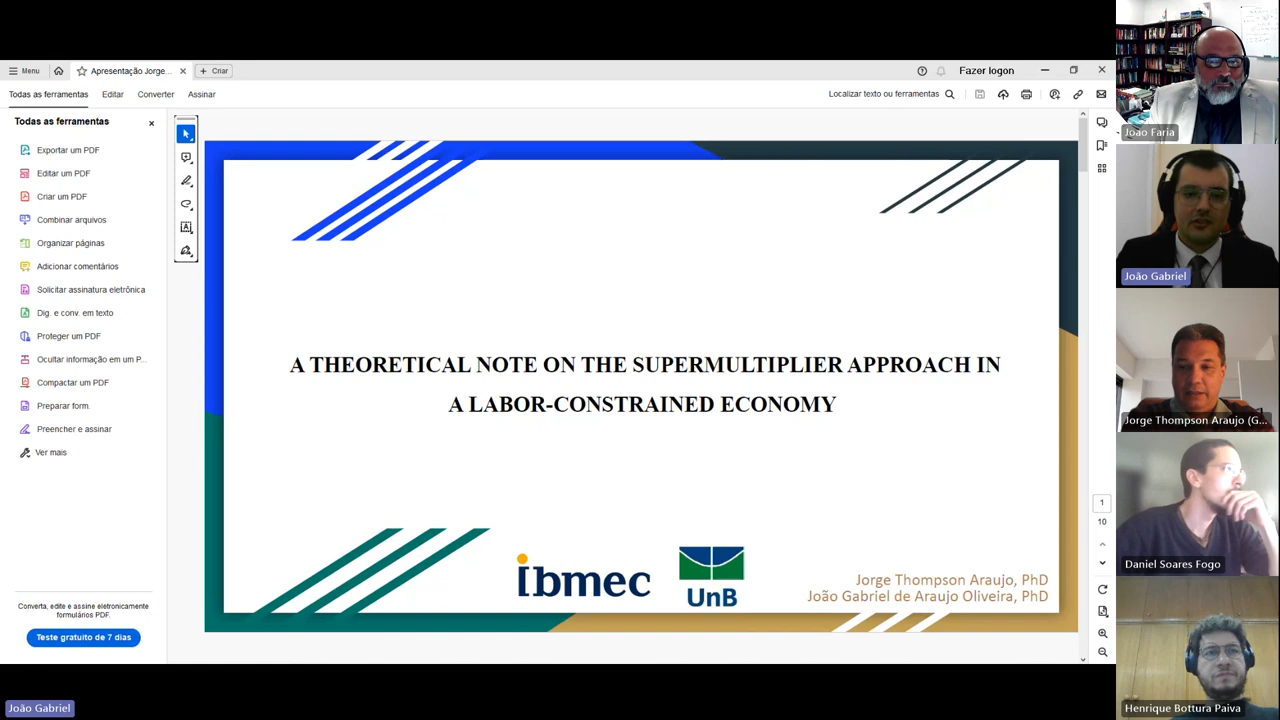 Menu
Apresentação Jorge...
Criar
Fazer logon
Todas as ferramentas
Editar
Converter
Assinar
Localizar texto ou ferramentas
Todas as ferramentas
Exportar um PDF
Editar um PDF
Criar um PDF
Combinar arquivos
Organizar páginas
Adicionar comentários
Solicitar assinatura eletrônica
Dig. e conv. em texto
Proteger um PDF
Ocultar informação em um P...
Compactar um PDF
Preparar form.
Preencher e assinar
Ver mais
Converta, edite e assine eletronicamente
formulários PDF.
Teste gratuito de 7 dias
A THEORETICAL NOTE ON THE SUPERMULTIPLIER APPROACH IN
A LABOR-CONSTRAINED ECONOMY
ibmec
UnB
Jorge Thompson Araujo, PhD
João Gabriel de Araujo Oliveira, PhD
1
10
João Faria
João Gabriel
Jorge Thompson Araujo (G...
Daniel Soares Fogo
Henrique Bottura Paiva
João Gabriel